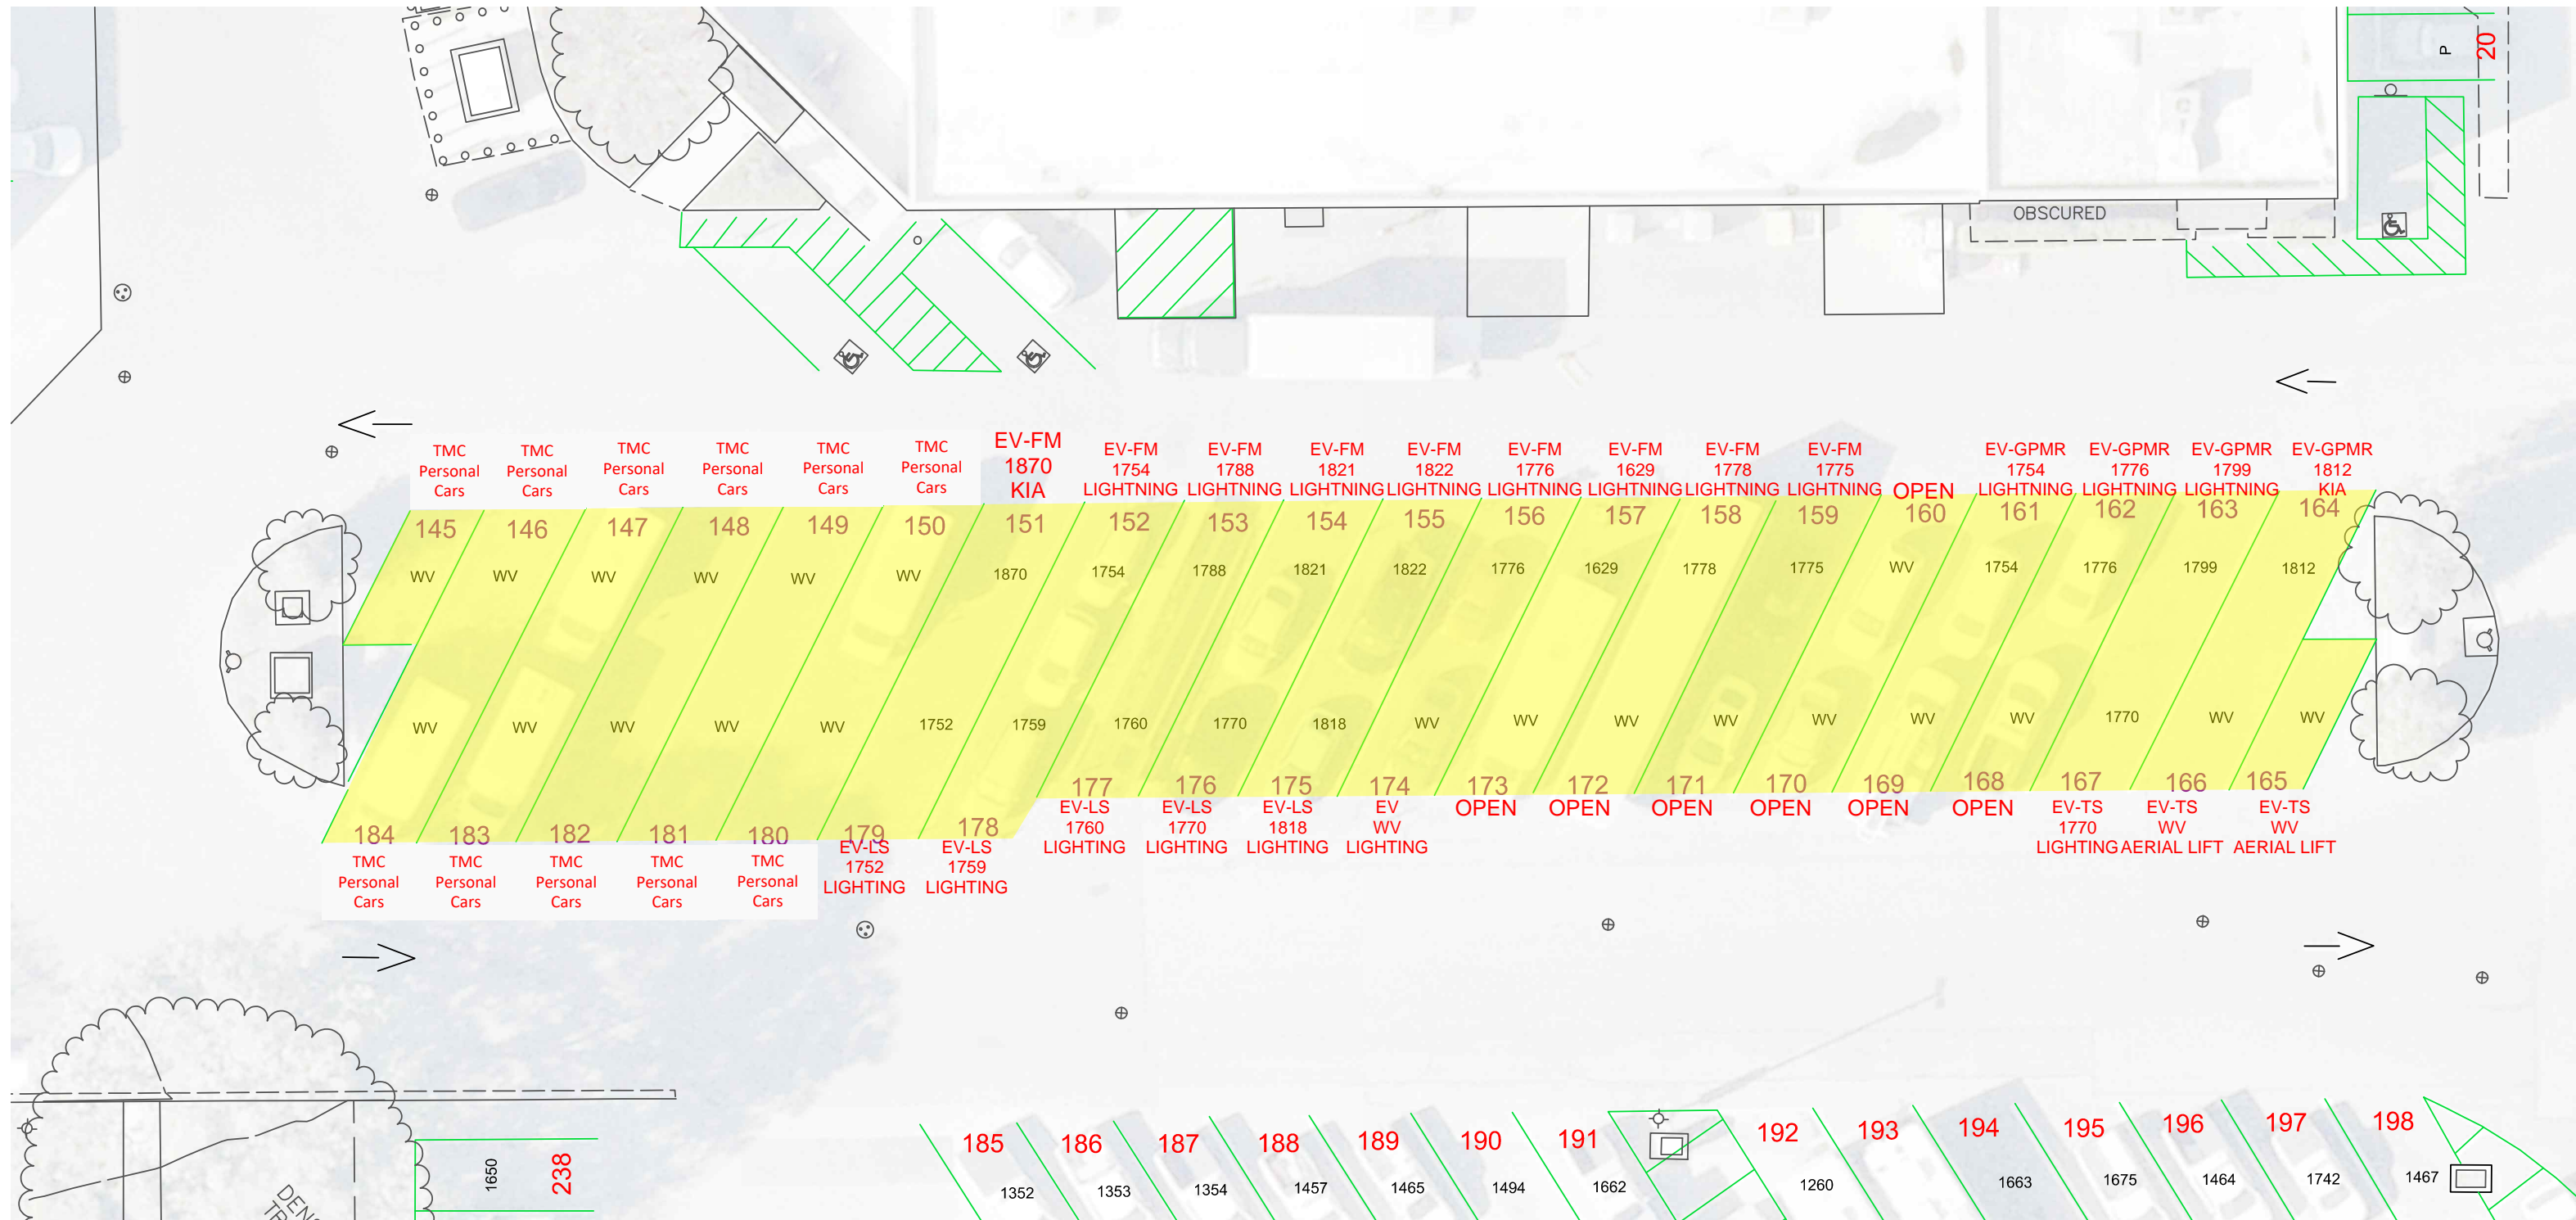 P
20
OBSCURED
TMC
Personal
Cars
TMC
Personal
Cars
TMC
Personal
Cars
TMC
Personal
Cars
TMC
Personal
Cars
TMC
Personal
Cars
EV-FM
1870
KIA
EV-FM
1754
LIGHTNING
EV-FM
1788
LIGHTNING
EV-FM
1821
LIGHTNING
EV-FM
1822
LIGHTNING
EV-FM
1776
LIGHTNING
EV-FM
1629
LIGHTNING
EV-FM
1778
LIGHTNING
EV-FM
1775
LIGHTNING
OPEN
EV-GPMR
1754
LIGHTNING
EV-GPMR
1776
LIGHTNING
EV-GPMR
1799
LIGHTNING
EV-GPMR
1812
KIA
145 146 147 148 149 150 151 152 153 154 155 156 157 158 159 160 161 162 163 164
WV WV WV WV WV WV 1870 1754 1788 1821 1822 1776 1629 1778 1775 WV 1754 1776 1799 1812
WV WV WV WV WV 1752 1759 1760 1770 1818 WV WV WV WV WV WV WV 1770 WV WV
184 183 182 181 180 179 178 177 176 175 174 173 172 171 170 169 168 167 166 165
TMC
Personal
Cars
TMC
Personal
Cars
TMC
Personal
Cars
TMC
Personal
Cars
TMC
Personal
Cars
EV-LS
1752
LIGHTING
EV-LS
1759
LIGHTING
EV-LS
1760
LIGHTING
EV-LS
1770
LIGHTING
EV-LS
1818
LIGHTING
EV
WV
LIGHTING
OPEN
OPEN
OPEN
OPEN
OPEN
OPEN
EV-TS
1770
LIGHTING
EV-TS
WV
AERIAL LIFT
EV-TS
WV
AERIAL LIFT
1650
238
185 186 187 188 189 190 191 192 193 194 195 196 197 198
1352 1353 1354 1457 1465 1494 1662 1260 1663 1675 1464 1742 1467